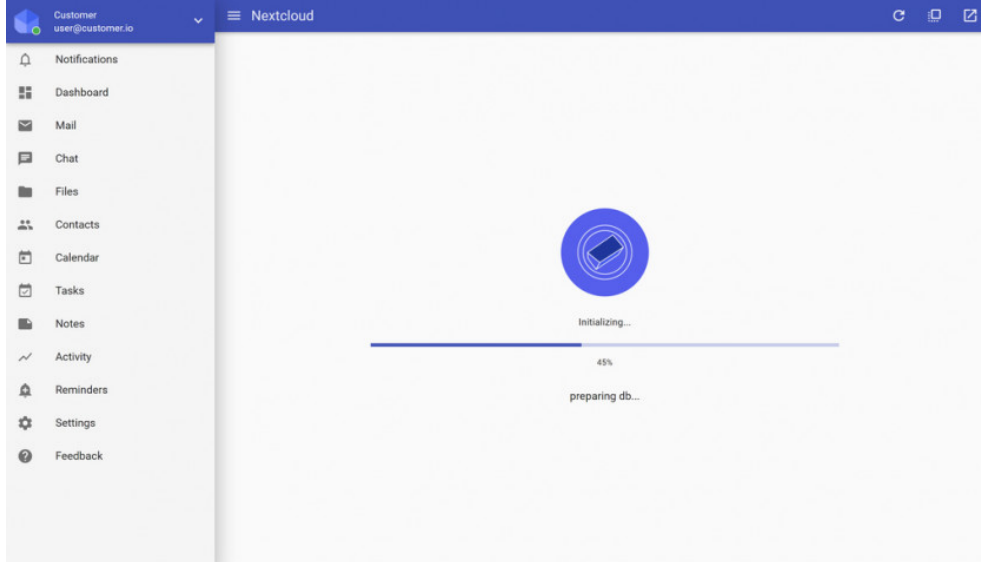 Customer
user@customer.io
Nextcloud
Notifications
Dashboard
Mail
Chat
Files
Contacts
Calendar
Tasks
Notes
Activity
Reminders
Settings
Feedback
Initializing...
45%
preparing db...